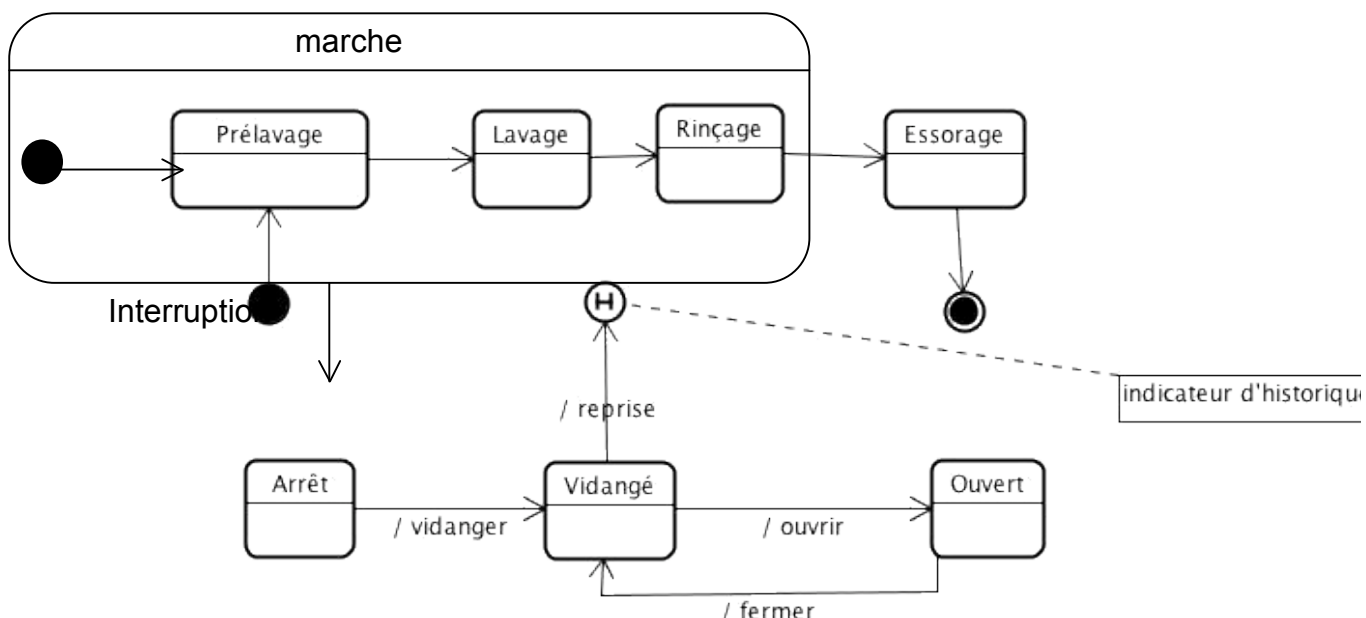 marche
Prélavage
Lavage
Rinçage
Essorage
Interruption
H
indicateur d'historique
/ reprise
Arrêt
Vidangé
Ouvert
/ vidanger
/ ouvrir
/ fermer